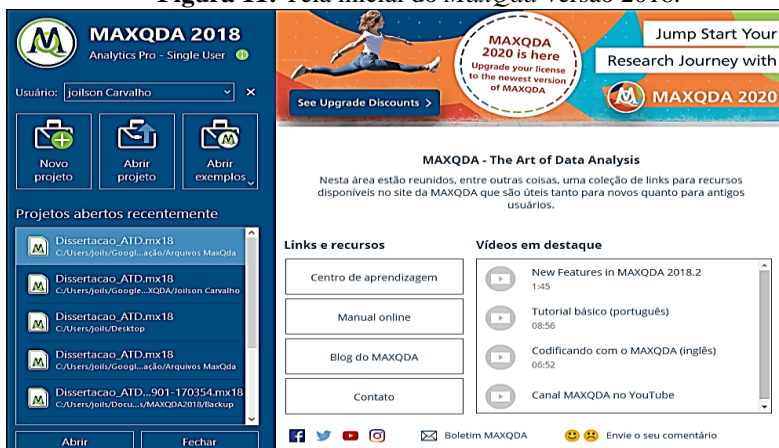 Figura 11: Tela inicial do MaxQda versão 2018.
MAXQDA 2018
Analytics Pro - Single User
Usuário: joilson Carvalho
Novo projeto
Abrir projeto
Abrir exemplos
Projetos abertos recentemente
Dissertacao_ATD.mx18
C:/Users/joils/Googl...ação/Arquivos MaxQda
Dissertacao_ATD.mx18
C:/Users/joils/Google...XQDA/Joilson Carvalho
Dissertacao_ATD.mx18
C:/Users/joils/Desktop
Dissertacao_ATD.mx18
C:/Users/joils/Googl...ação/Arquivos MaxQda
Dissertacao_ATD...901-170354.mx18
C:/Users/joils/Docu...s/MAXQDA2018/Backup
Abrir
Fechar
See Upgrade Discounts >
MAXQDA
2020 is here
Upgrade your license
to the newest version
of MAXQDA
Jump Start Your
Research Journey with
MAXQDA 2020
MAXQDA - The Art of Data Analysis
Nesta área estão reunidos, entre outras coisas, uma coleção de links para recursos
disponíveis no site da MAXQDA que são úteis tanto para novos quanto para antigos
usuários.
Links e recursos
Centro de aprendizagem
Manual online
Blog do MAXQDA
Contato
Vídeos em destaque
New Features in MAXQDA 2018.2
1:45
Tutorial básico (português)
08:56
Codificando com o MAXQDA (inglês)
06:52
Canal MAXQDA no YouTube
Boletim MAXQDA
Envie o seu comentário